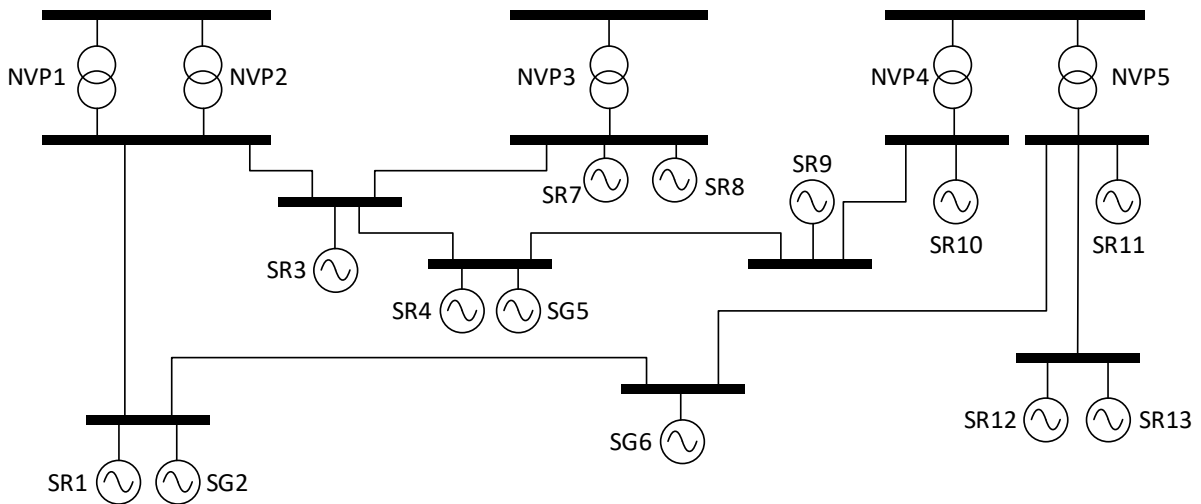 NVP1
NVP2
NVP3
NVP4
NVP5
SR9
SR7
SR8
SR10
SR11
SR3
SR4
SG5
SR12
SR13
SG6
SR1
SG2